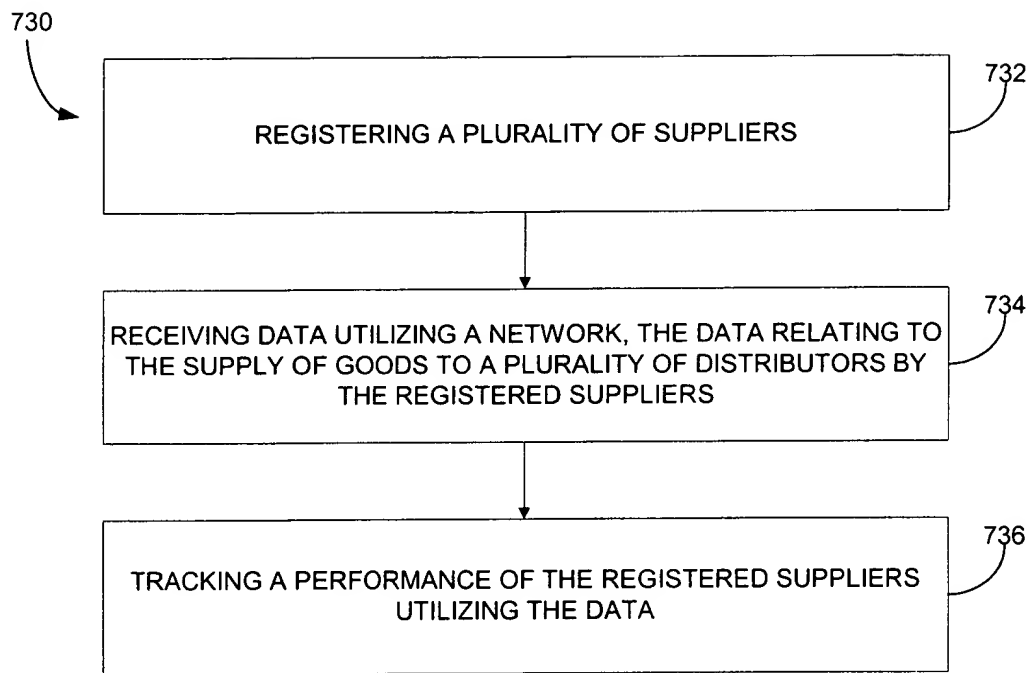 730
732
REGISTERING A PLURALITY OF SUPPLIERS
734
RECEIVING DATA UTILIZING A NETWORK, THE DATA RELATING TO
THE SUPPLY OF GOODS TO A PLURALITY OF DISTRIBUTORS BY
THE REGISTERED SUPPLIERS
736
TRACKING A PERFORMANCE OF THE REGISTERED SUPPLIERS
UTILIZING THE DATA